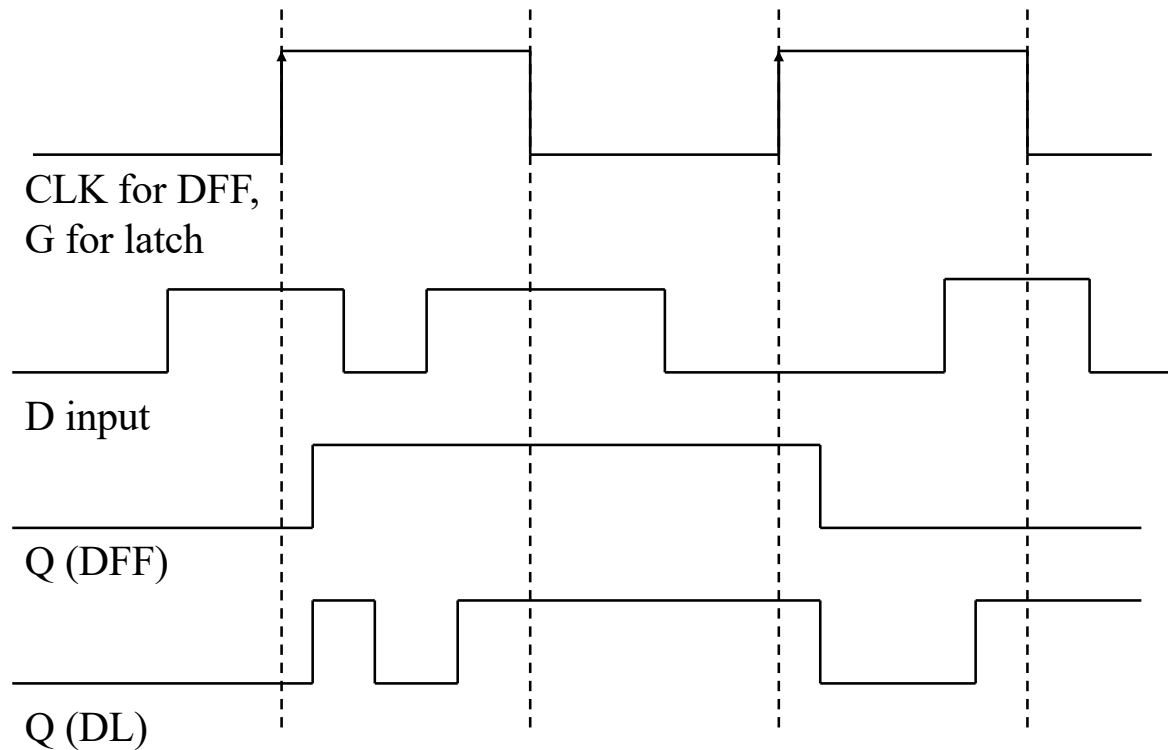 CLK for DFF,
G for latch
D input
Q (DFF)
Q (DL)